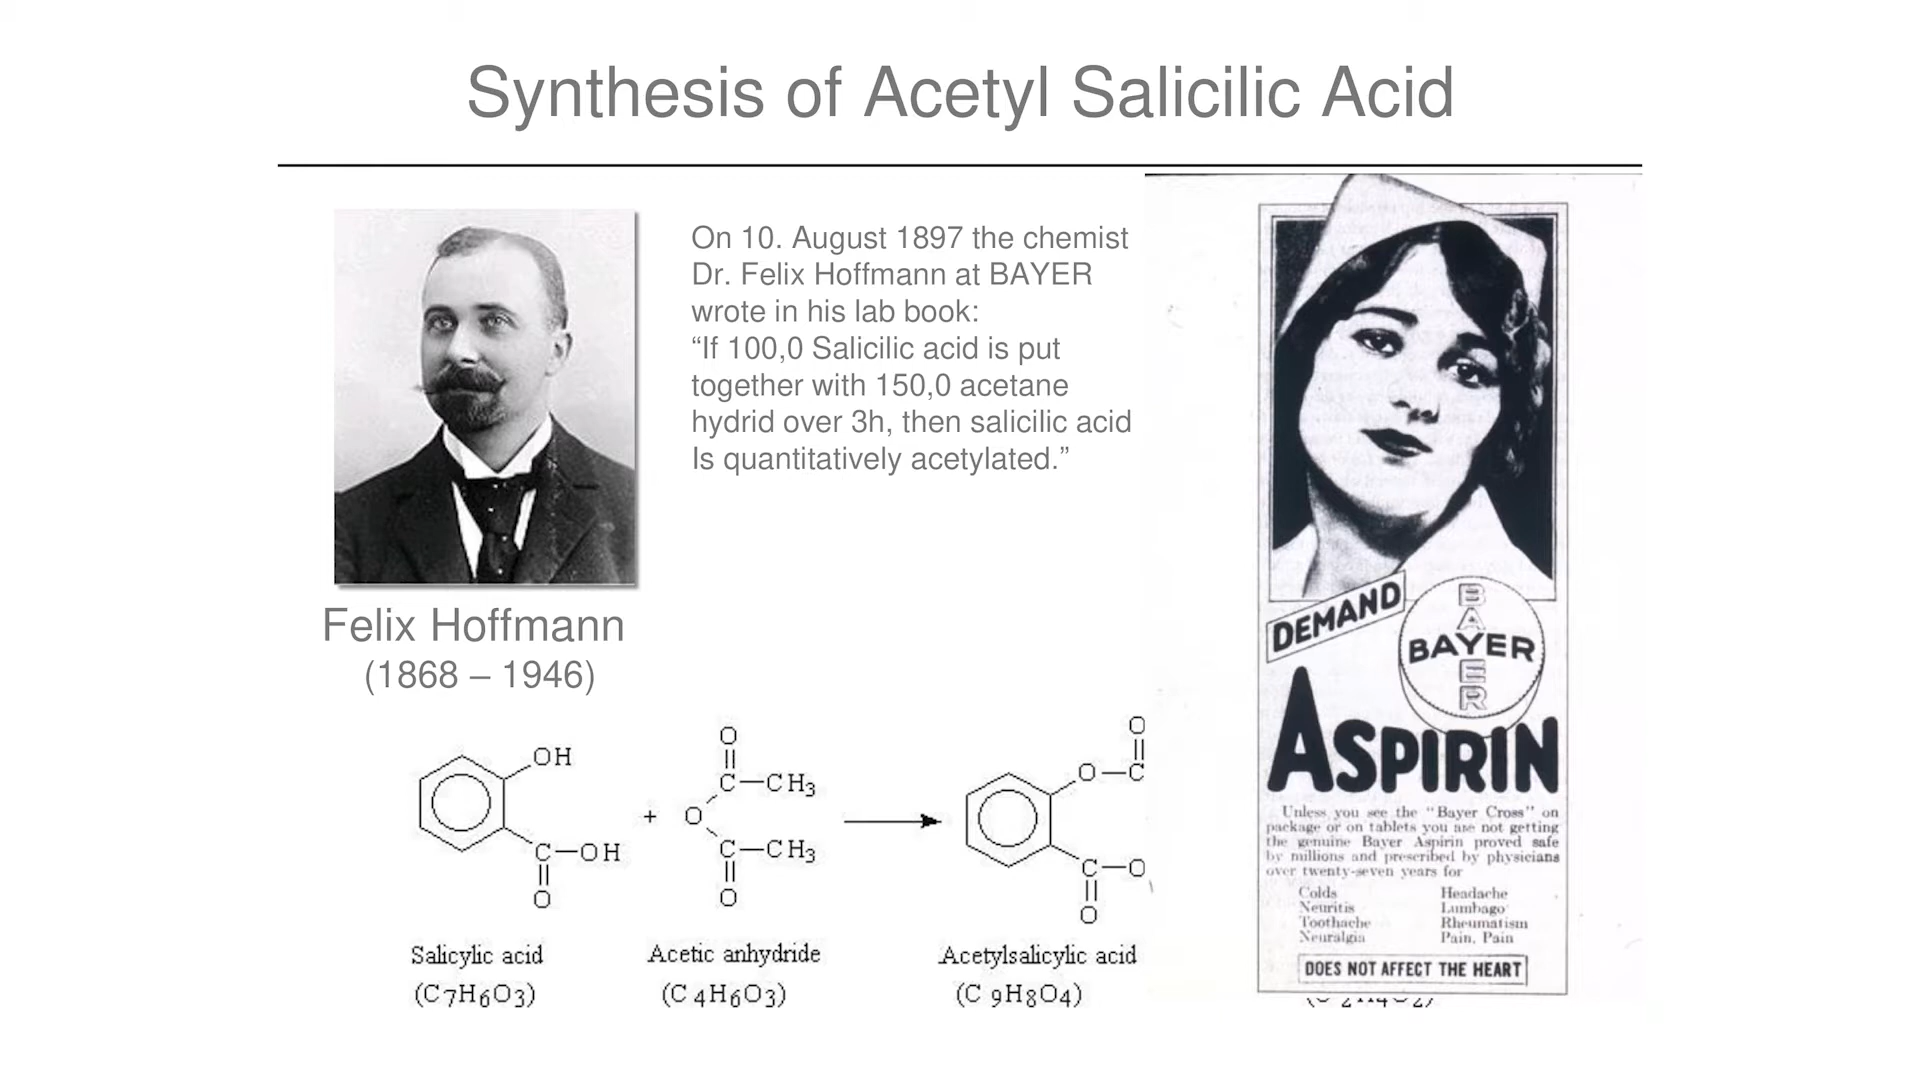 Synthesis of Acetyl Salicilic Acid
On 10. August 1897 the chemist
Dr. Felix Hoffmann at BAYER
wrote in his lab book:
“If 100,0 Salicilic acid is put
together with 150,0 acetane
hydrid over 3h, then salicilic acid
Is quantitatively acetylated.”
Felix Hoffmann
(1868 – 1946)
OH
C—OH
O
+
O
C—CH3
O
C—CH3
O
O
O—C
C—O
O
Salicylic acid
Acetic anhydride
Acetylsalicylic acid
(C7H6O3)
(C4H6O3)
(C9H8O4)
DEMAND
BAYER
BAYER
ASPIRIN
Unless you see the "Bayer Cross" on
package or on tablets you are not getting
the genuine Bayer Aspirin proved safe
by millions and prescribed by physicians
over twenty-seven years for
Colds Headache
Neuritis Lumbago
Toothache Rheumatism
Neuralgia Pain, Pain
DOES NOT AFFECT THE HEART